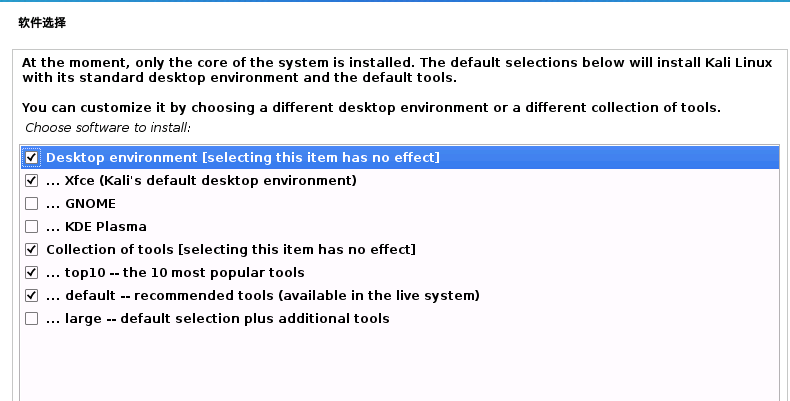 软件选择
At the moment, only the core of the system is installed. The default selections below will install Kali Linux
with its standard desktop environment and the default tools.
You can customize it by choosing a different desktop environment or a different collection of tools.
Choose software to install:
Desktop environment [selecting this item has no effect]
... Xfce (Kali's default desktop environment)
... GNOME
... KDE Plasma
Collection of tools [selecting this item has no effect]
... top10 -- the 10 most popular tools
... default -- recommended tools (available in the live system)
... large -- default selection plus additional tools